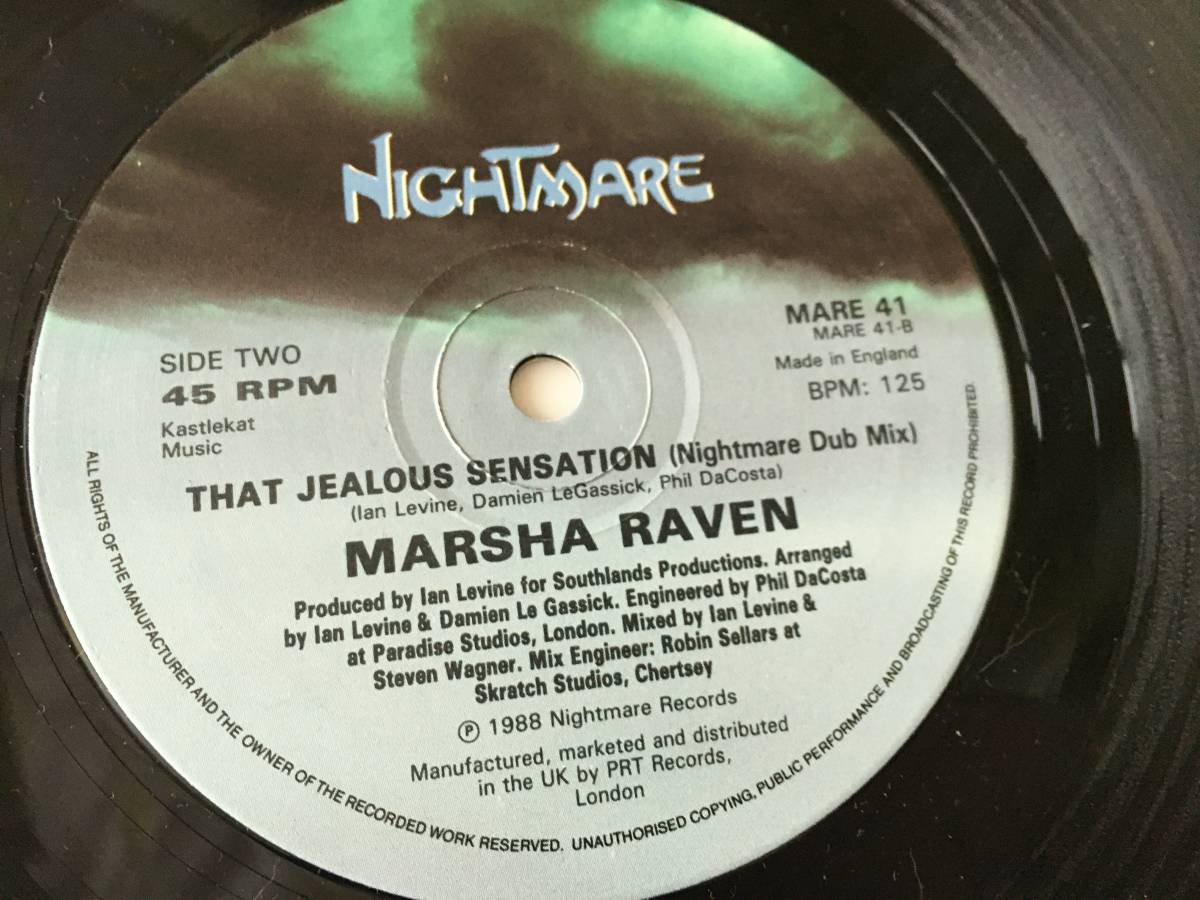 NIGHTMARE
MARE 41
MARE 41-B
Made in England
BPM: 125
SIDE TWO
45 RPM
Kastlekat
Music
THAT JEALOUS SENSATION (Nightmare Dub Mix)
(Ian Levine, Damien LeGassick, Phil DaCosta)
MARSHA RAVEN
Produced by Ian Levine for Southlands Productions. Arranged
by Ian Levine & Damien Le Gassick. Engineered by Phil DaCosta
at Paradise Studios, London. Mixed by Ian Levine &
Steven Wagner. Mix Engineer: Robin Sellars at
Skratch Studios, Chertsey
℗ 1988 Nightmare Records
Manufactured, marketed and distributed
in the UK by PRT Records,
London
ALL RIGHTS OF THE MANUFACTURER AND THE OWNER OF THE RECORDED WORK RESERVED. UNAUTHORISED COPYING, PUBLIC PERFORMANCE AND BROADCASTING OF THIS RECORD PROHIBITED.